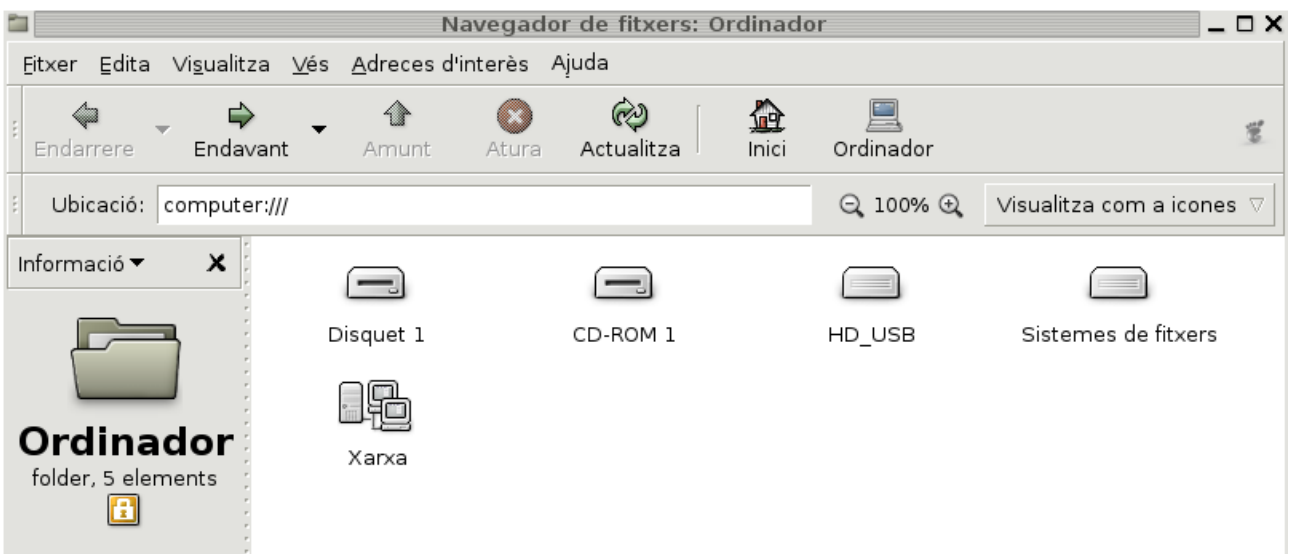 Navegador de fitxers: Ordinador
Fitxer Edita Visualitza Vés Adreces d'interès Ajuda
Endarrere Endavant Amunt Atura Actualitza Inici Ordinador
Ubicació: computer:/// 100% Visualitza com a icones
Informació
Disquet 1 CD-ROM 1 HD_USB Sistemes de fitxers
Xarxa
Ordinador
folder, 5 elements